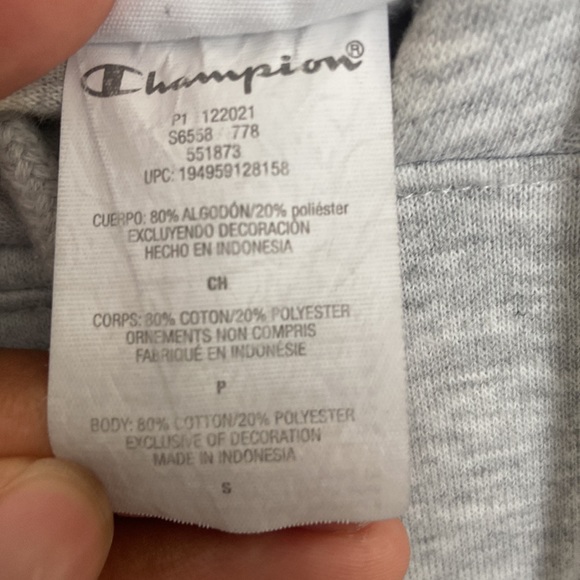 Champion®
P1 122021
S6558 778
551873
UPC: 194959128158
CUERPO: 80% ALGODÓN/20% poliéster
EXCLUYENDO DECORACIÓN
HECHO EN INDONESIA
CH
CORPS: 80% COTON/20% POLYESTER
ORNEMENTS NON COMPRIS
FABRIQUÉ EN INDONÉSIE
P
BODY: 80% COTTON/20% POLYESTER
EXCLUSIVE OF DECORATION
MADE IN INDONESIA
S